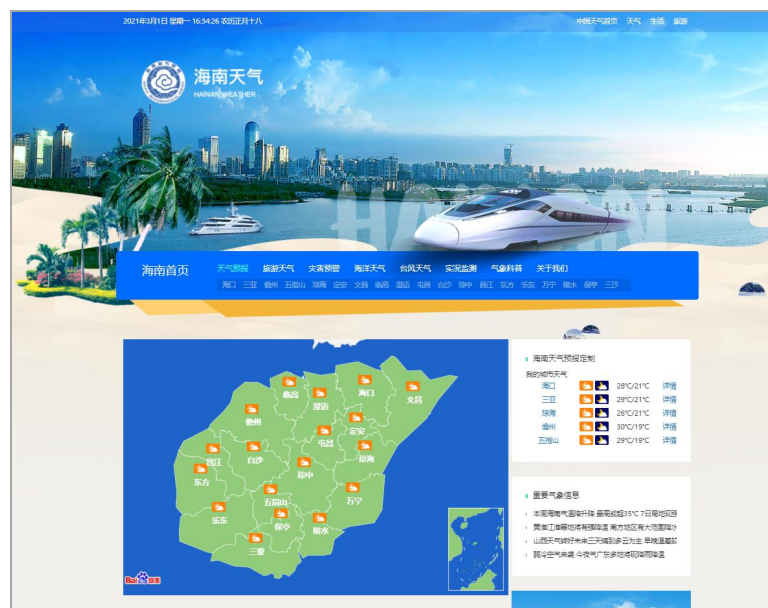 2021年3月1日 星期一 16:34:26 农历正月十八
中国天气首页 天气 生活 旅游
海南天气
HAINAN WEATHER
海南首页
天气预报 旅游天气 灾害预警 海洋天气 台风天气 实况监测 气象科普 关于我们
海口 三亚 儋州 五指山 琼海 定安 文昌 临高 澄迈 屯昌 白沙 琼中 昌江 东方 乐东 万宁 陵水 保亭 三沙
临高
澄迈
海口
文昌
儋州
定安
屯昌
琼海
昌江
白沙
琼中
东方
五指山
万宁
乐东
保亭
陵水
三亚
Bai 百度
海南天气预报定制
我的城市天气
海口 28℃/21℃ 详情
三亚 29℃/21℃ 详情
琼海 26℃/21℃ 详情
儋州 30℃/19℃ 详情
五指山 29℃/19℃ 详情
重要气象信息
本周海南气温降升降 最高或超35℃ 7日局地现强
黄淮江淮等地将有强降温 南方地区有大范围降水
山西天气转好未来三天晴到多云为主 早晚温差较
弱冷空气来袭 今夜气广东多地将现降雨降温